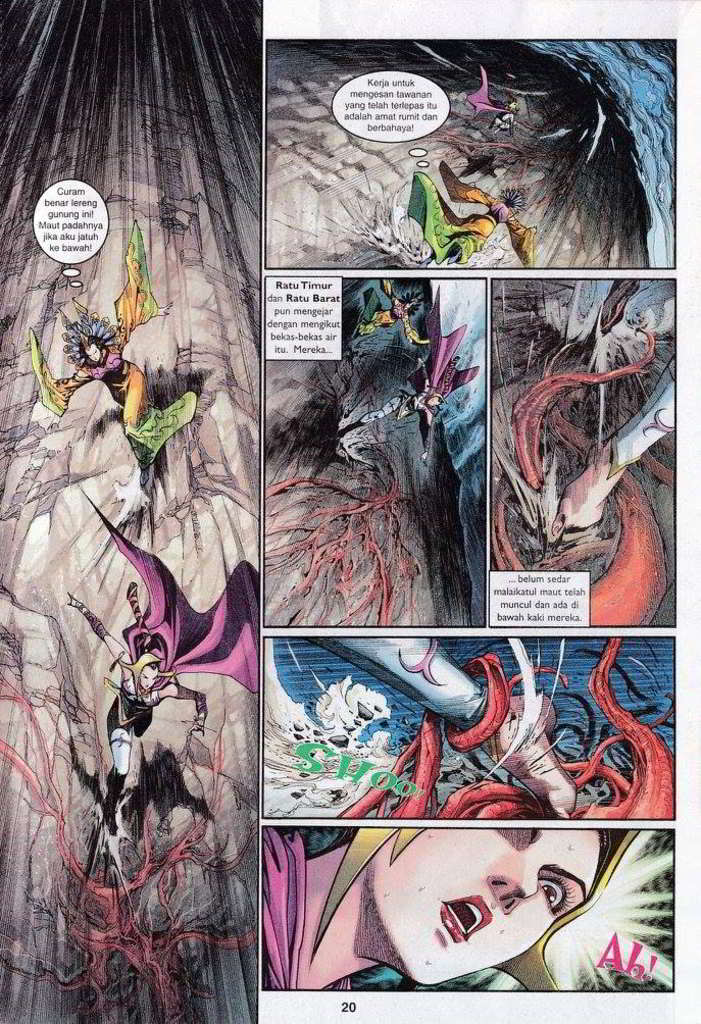 Curam
benar lereng
gunung ini!
Maut padahnya
jika aku jatuh
ke bawah!
Kerja untuk
mengesan tawanan
yang telah terlepas itu
adalah amat rumit dan
berbahaya!
Ratu Timur
dan Ratu Barat
pun mengejar
dengan mengikut
bekas-bekas air
itu. Mereka...
... belum sedar
malaikatul maut telah
muncul dan ada di
bawah kaki mereka.
SHOO
Ah!
20